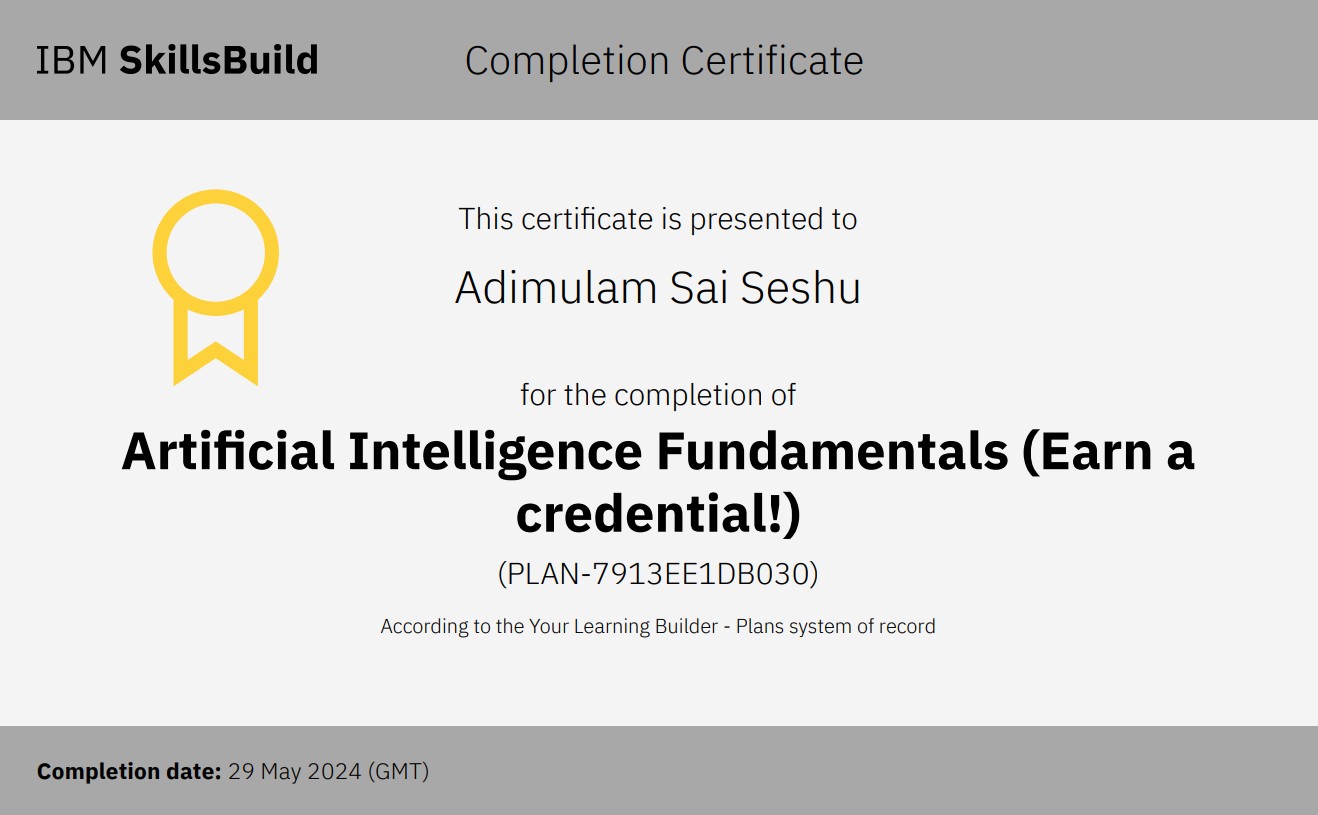 IBM SkillsBuild
Completion Certificate
This certificate is presented to
Adimulam Sai Seshu
for the completion of
Artificial Intelligence Fundamentals (Earn a
credential!)
(PLAN-7913EE1DB030)
According to the Your Learning Builder - Plans system of record
Completion date: 29 May 2024 (GMT)